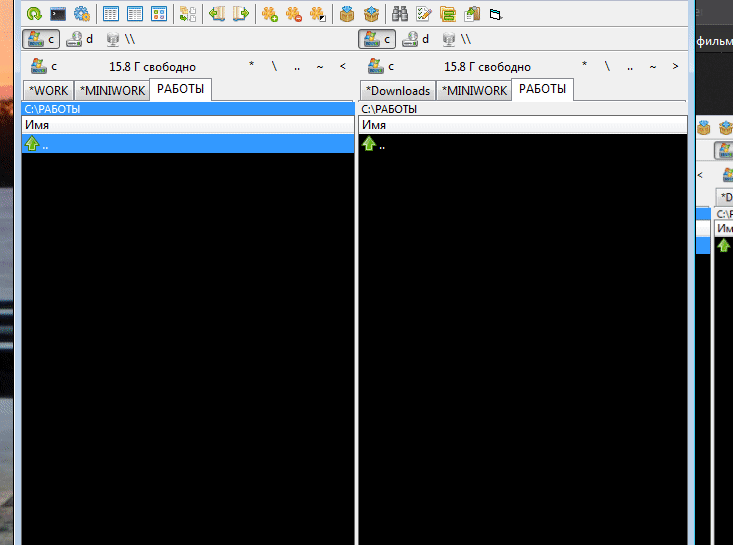 c d \\ c d \\
фильм
c 15.8 Г свободно * \ .. ~ < c 15.8 Г свободно * \ .. ~ >
<
*WORK *MINIWORK РАБОТЫ *Downloads *MINIWORK РАБОТЫ
*D
C:\РАБОТЫ C:\РАБОТЫ
C:\F
Имя Имя
Им
.. ..